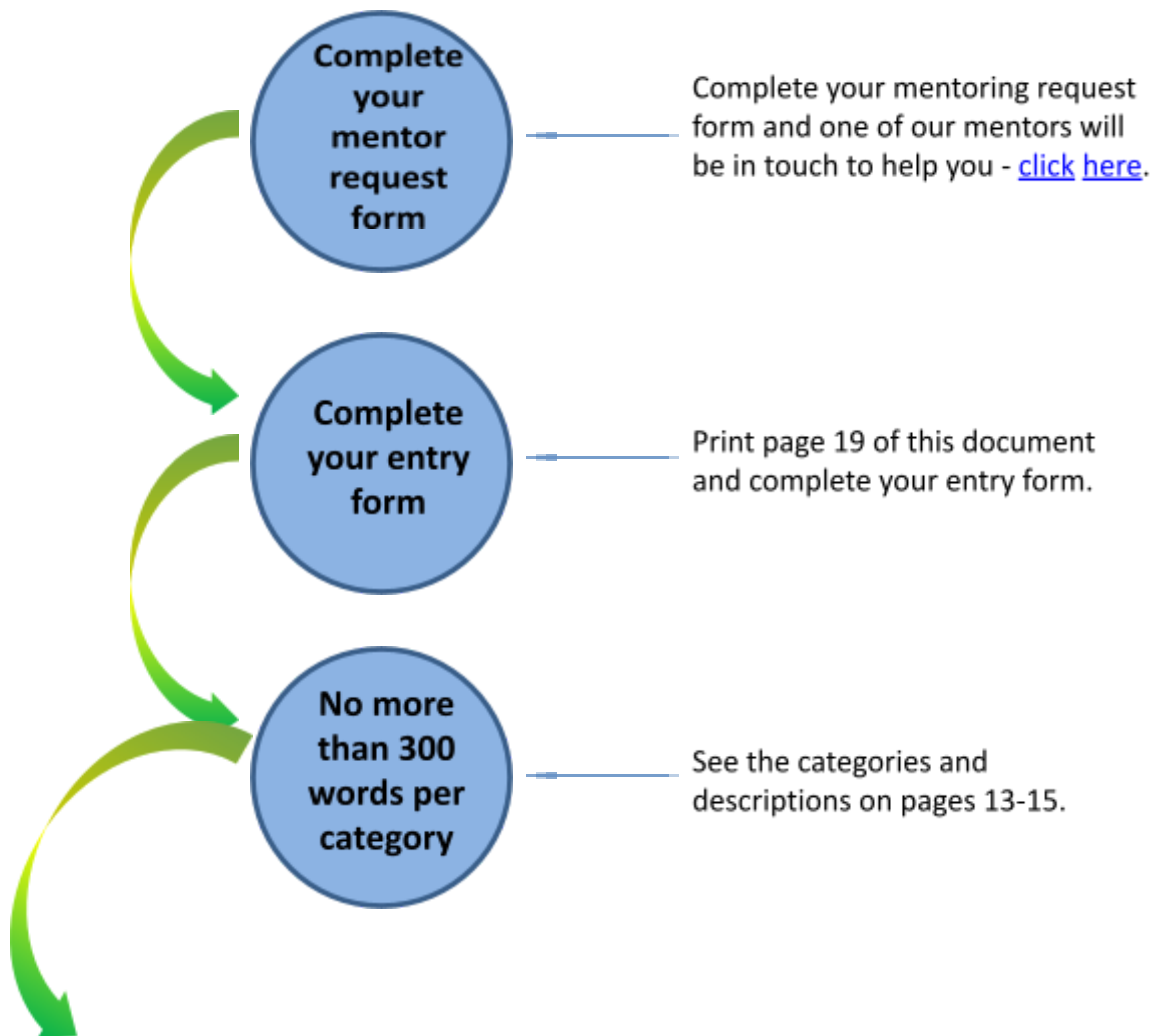 Complete
your
mentor
request
form
Complete your mentoring request
form and one of our mentors will
be in touch to help you - click here.
Complete
your entry
form
Print page 19 of this document
and complete your entry form.
No more
than 300
words per
category
See the categories and
descriptions on pages 13-15.